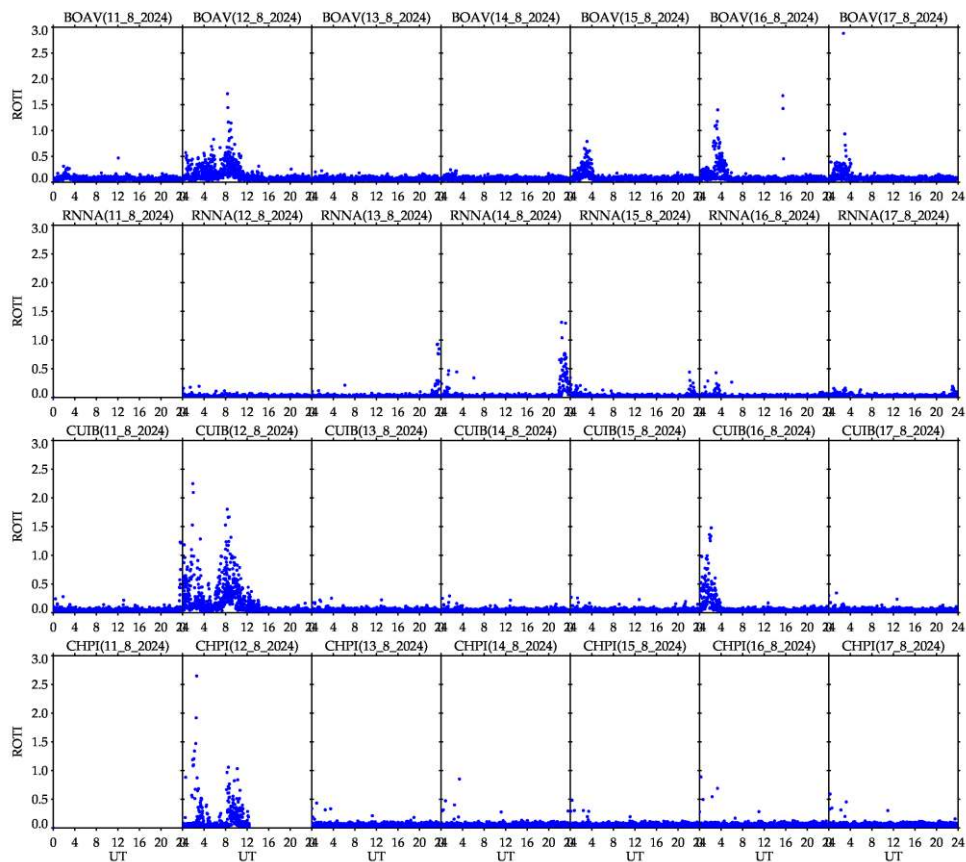 BOAV(11_8_2024) BOAV(12_8_2024) BOAV(13_8_2024) BOAV(14_8_2024) BOAV(15_8_2024) BOAV(16_8_2024) BOAV(17_8_2024)
3.0
2.5
2.0
1.5
1.0
0.5
0.0
ROTI
0 4 8 12 16 20 24 4 8 12 16 20 24 4 8 12 16 20 24 4 8 12 16 20 24 4 8 12 16 20 24 4 8 12 16 20 24 4 8 12 16 20 24
RNNA(11_8_2024) RNNA(12_8_2024) RNNA(13_8_2024) RNNA(14_8_2024) RNNA(15_8_2024) RNNA(16_8_2024) RNNA(17_8_2024)
3.0
2.5
2.0
1.5
1.0
0.5
0.0
ROTI
0 4 8 12 16 20 24 4 8 12 16 20 24 4 8 12 16 20 24 4 8 12 16 20 24 4 8 12 16 20 24 4 8 12 16 20 24 4 8 12 16 20 24
CUIB(11_8_2024) CUIB(12_8_2024) CUIB(13_8_2024) CUIB(14_8_2024) CUIB(15_8_2024) CUIB(16_8_2024) CUIB(17_8_2024)
3.0
2.5
2.0
1.5
1.0
0.5
0.0
ROTI
0 4 8 12 16 20 24 4 8 12 16 20 24 4 8 12 16 20 24 4 8 12 16 20 24 4 8 12 16 20 24 4 8 12 16 20 24 4 8 12 16 20 24
CHPI(11_8_2024) CHPI(12_8_2024) CHPI(13_8_2024) CHPI(14_8_2024) CHPI(15_8_2024) CHPI(16_8_2024) CHPI(17_8_2024)
3.0
2.5
2.0
1.5
1.0
0.5
0.0
ROTI
0 4 8 12 16 20 24 4 8 12 16 20 24 4 8 12 16 20 24 4 8 12 16 20 24 4 8 12 16 20 24 4 8 12 16 20 24 4 8 12 16 20 24
UT UT UT UT UT UT UT